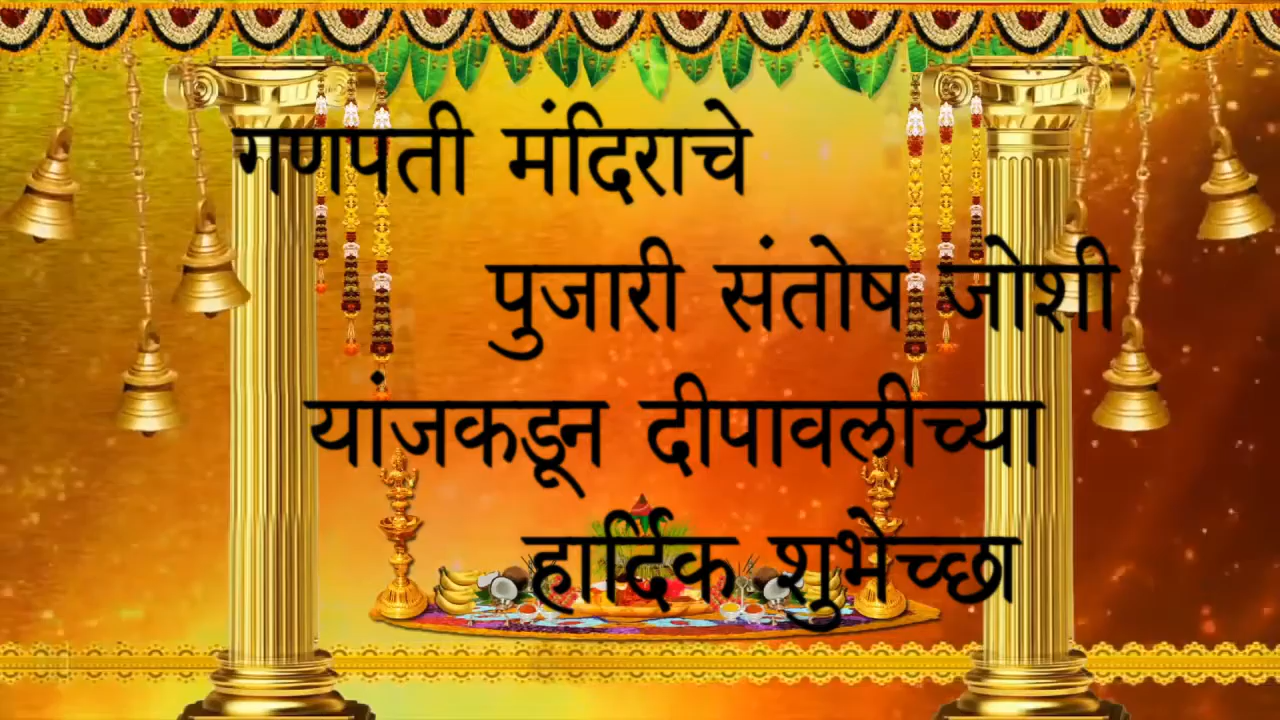 गणपती मंदिराचे
पुजारी संतोष जोशी
यांजकडून दीपावलीच्या
हार्दिक शुभेच्छा